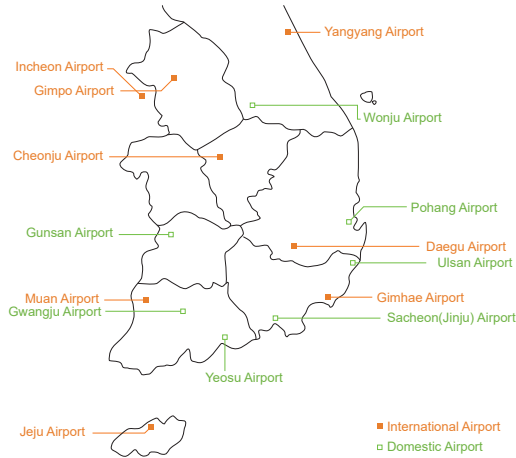 Yangyang Airport
Incheon Airport
Gimpo Airport
Wonju Airport
Cheonju Airport
Pohang Airport
Gunsan Airport
Daegu Airport
Ulsan Airport
Muan Airport
Gimhae Airport
Gwangju Airport
Sacheon(Jinju) Airport
Yeosu Airport
Jeju Airport
International Airport
Domestic Airport